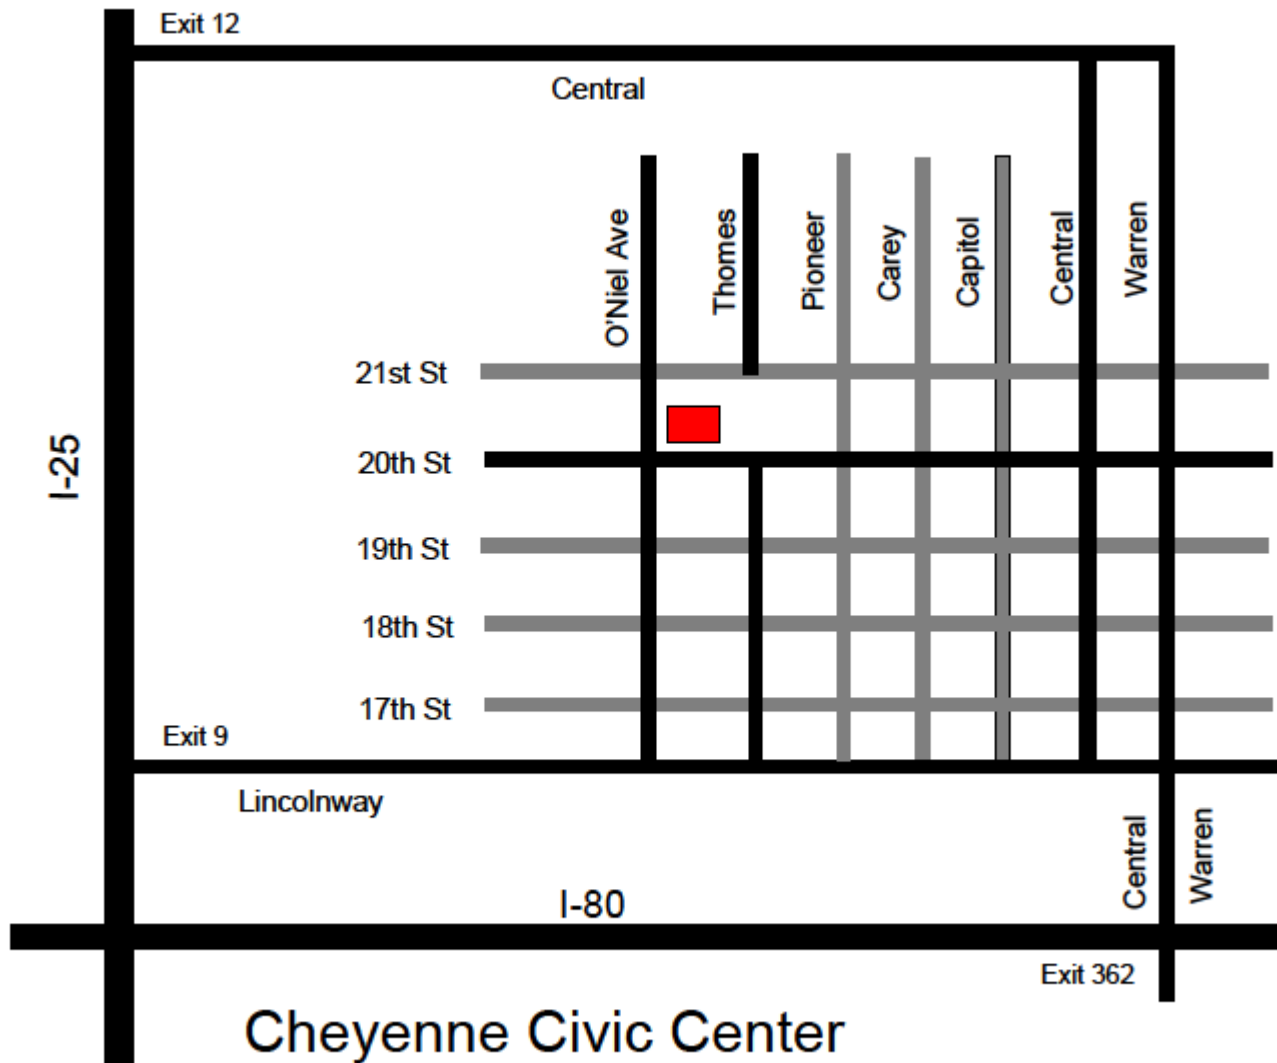 Exit 12
Central
O'Niel Ave
Thomes
Pioneer
Carey
Capitol
Central
Warren
21st St
I-25
20th St
19th St
18th St
17th St
Exit 9
Lincolnway
Central
Warren
I-80
Exit 362
Cheyenne Civic Center